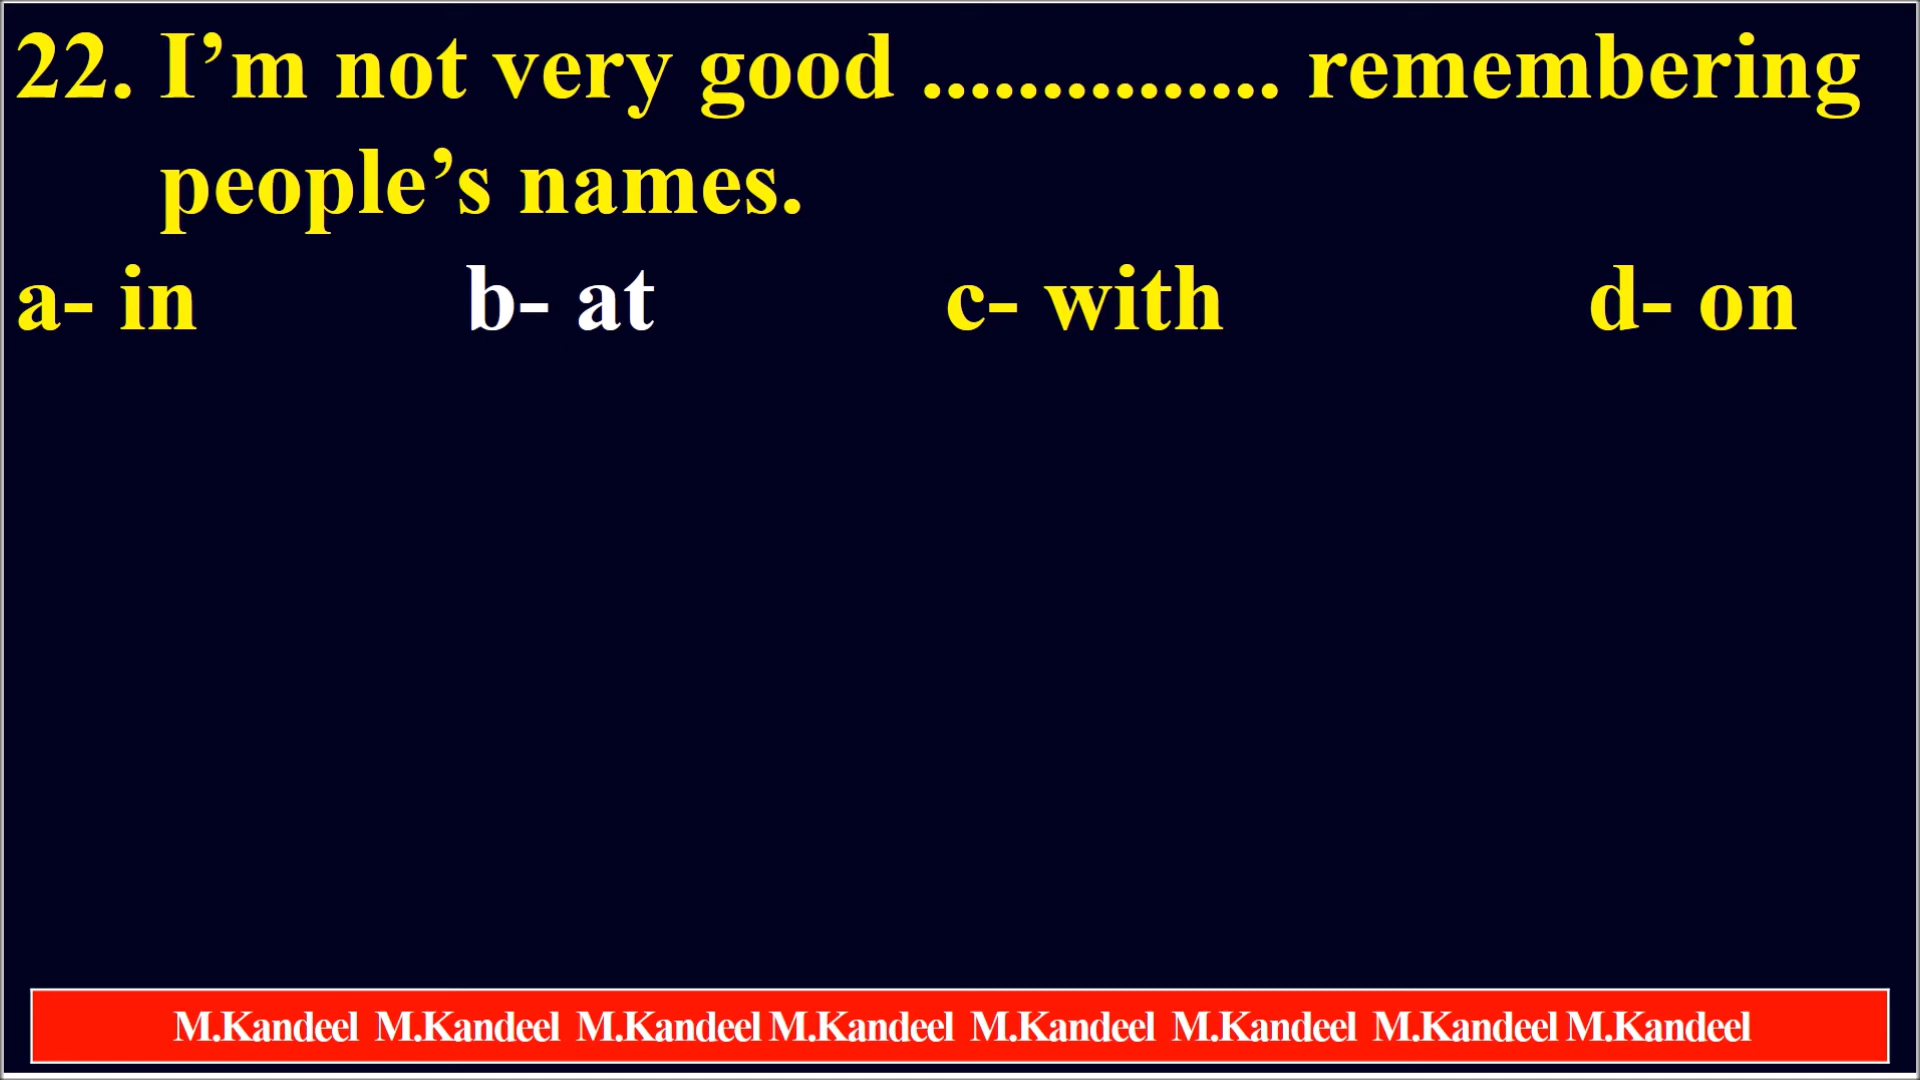 22. I’m not very good ............... remembering
people’s names.
a- in b- at c- with d- on
M.Kandeel M.Kandeel M.Kandeel M.Kandeel M.Kandeel M.Kandeel M.Kandeel M.Kandeel